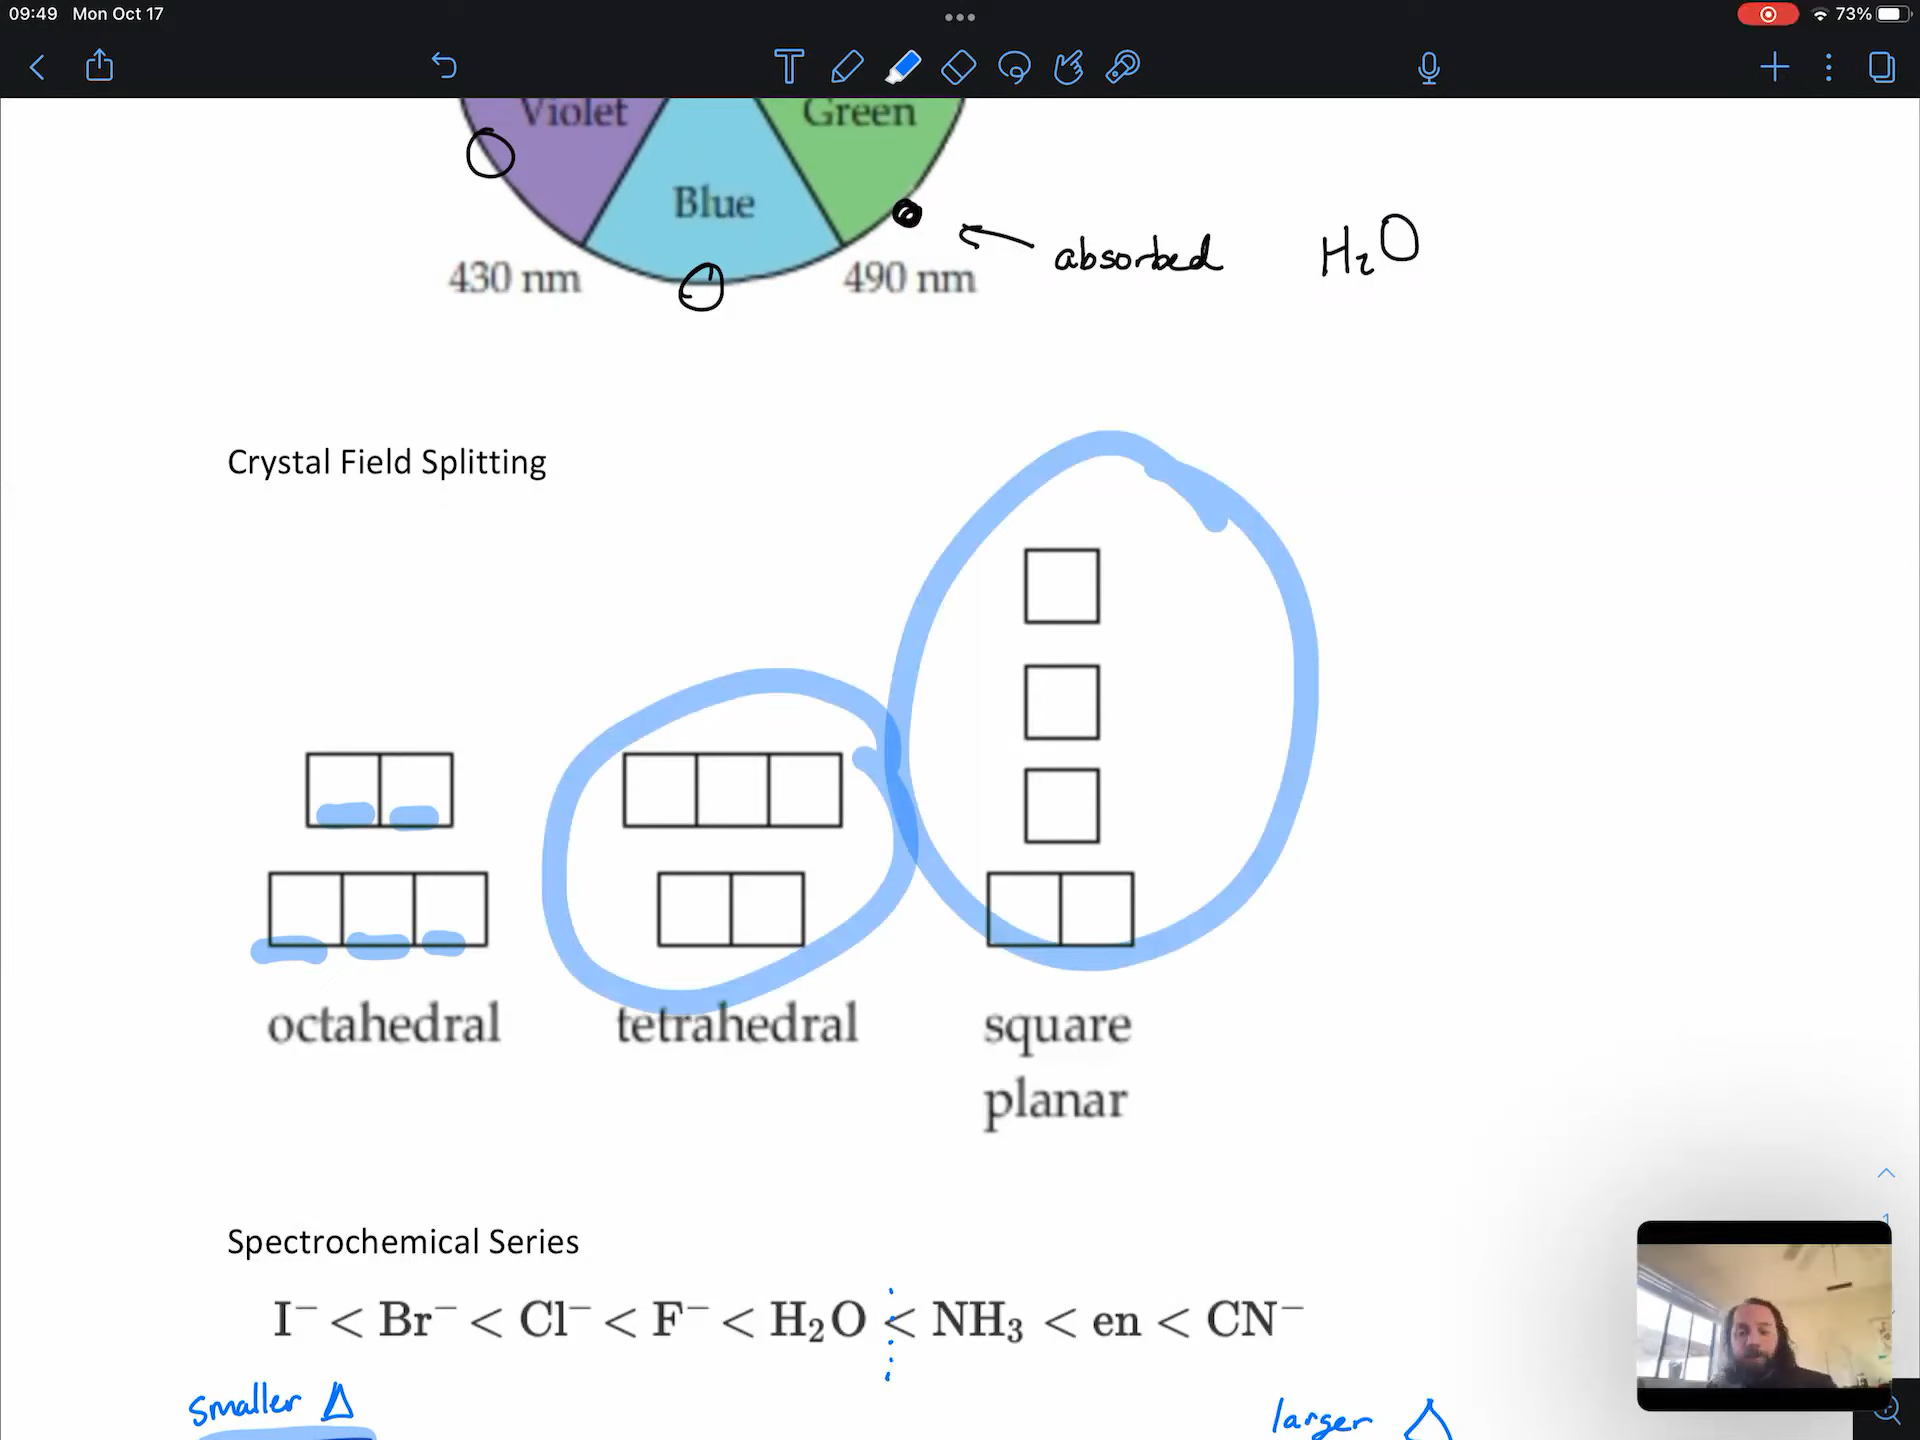 09:49 Mon Oct 17
73%
Violet
Green
Blue
430 nm
490 nm
absorbed H₂O
Crystal Field Splitting
octahedral
tetrahedral
square
planar
Spectrochemical Series
I⁻ < Br⁻ < Cl⁻ < F⁻ < H₂O < NH₃ < en < CN⁻
smaller Δ
larger Δ